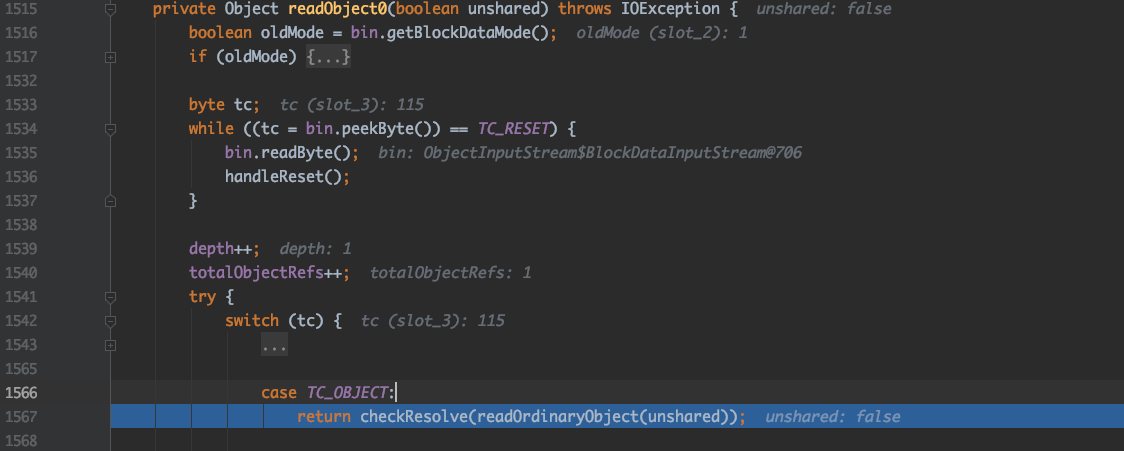 1515 private Object readObject0(boolean unshared) throws IOException { unshared: false
1516 boolean oldMode = bin.getBlockDataMode(); oldMode (slot_2): 1
1517 if (oldMode) {...}
1532
1533 byte tc; tc (slot_3): 115
1534 while ((tc = bin.peekByte()) == TC_RESET) {
1535 bin.readByte(); bin: ObjectInputStream$BlockDataInputStream@706
1536 handleReset();
1537 }
1538
1539 depth++; depth: 1
1540 totalObjectRefs++; totalObjectRefs: 1
1541 try {
1542 switch (tc) { tc (slot_3): 115
1543 ...
1565
1566 case TC_OBJECT:
1567 return checkResolve(readOrdinaryObject(unshared)); unshared: false
1568